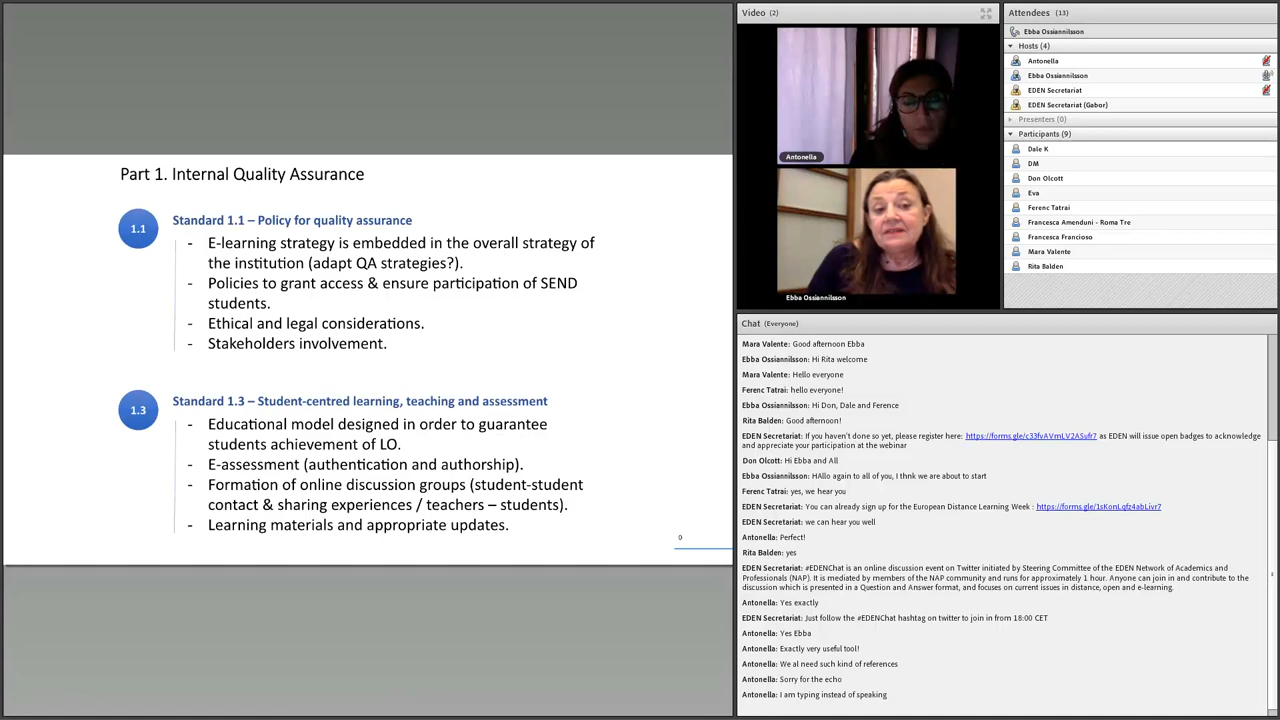 Part 1. Internal Quality Assurance
1.1
Standard 1.1 – Policy for quality assurance
- E-learning strategy is embedded in the overall strategy of
the institution (adapt QA strategies?).
- Policies to grant access & ensure participation of SEND
students.
- Ethical and legal considerations.
- Stakeholders involvement.
1.3
Standard 1.3 – Student-centred learning, teaching and assessment
- Educational model designed in order to guarantee
students achievement of LO.
- E-assessment (authentication and authorship).
- Formation of online discussion groups (student-student
contact & sharing experiences / teachers – students).
- Learning materials and appropriate updates.
0
Video (2)
Antonella
Ebba Ossiannilsson
Attendees (13)
Ebba Ossiannilsson
Hosts (4)
Antonella
Ebba Ossiannilsson
EDEN Secretariat
EDEN Secretariat (Gabor)
Presenters (0)
Participants (9)
Dale K
DM
Don Olcott
Eva
Ferenc Tatrai
Francesca Amenduni - Roma Tre
Francesca Francioso
Mara Valente
Rita Balden
Chat (Everyone)
Mara Valente: Good afternoon Ebba
Ebba Ossiannilsson: Hi Rita welcome
Mara Valente: Hello everyone
Ferenc Tatrai: hello everyone!
Ebba Ossiannilsson: Hi Don, Dale and Ference
Rita Balden: Good afternoon!
EDEN Secretariat: If you haven't done so yet, please register here: https://forms.gle/c33fvAVmLV2ASufr7 as EDEN will issue open badges to acknowledge
and appreciate your participation at the webinar
Don Olcott: Hi Ebba and All
Ebba Ossiannilsson: HAllo again to all of you, I thnk we are about to start
Ferenc Tatrai: yes, we hear you
EDEN Secretariat: You can already sign up for the European Distance Learning Week : https://forms.gle/1sKonLqfz4abLivr7
EDEN Secretariat: we can hear you well
Antonella: Perfect!
Rita Balden: yes
EDEN Secretariat: #EDENChat is an online discussion event on Twitter initiated by Steering Committee of the EDEN Network of Academics and
Professionals (NAP). It is mediated by members of the NAP community and runs for approximately 1 hour. Anyone can join in and contribute to the
discussion which is presented in a Question and Answer format, and focuses on current issues in distance, open and e-learning.
Antonella: Yes exactly
EDEN Secretariat: Just follow the #EDENChat hashtag on twitter to join in from 18:00 CET
Antonella: Yes Ebba
Antonella: Exactly very useful tool!
Antonella: We al need such kind of references
Antonella: Sorry for the echo
Antonella: I am typing instead of speaking